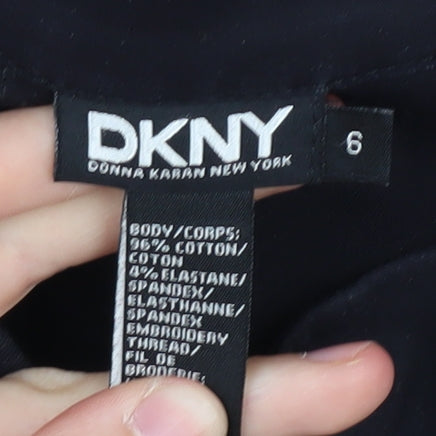 DKNY
DONNA KARAN NEW YORK
6
BODY/CORPS:
96% COTTON/
COTON
4% ELASTANE/
SPANDEX/
ELASTHANNE/
SPANDEX
EMBROIDERY
THREAD/
FIL DE
BRODERIE: